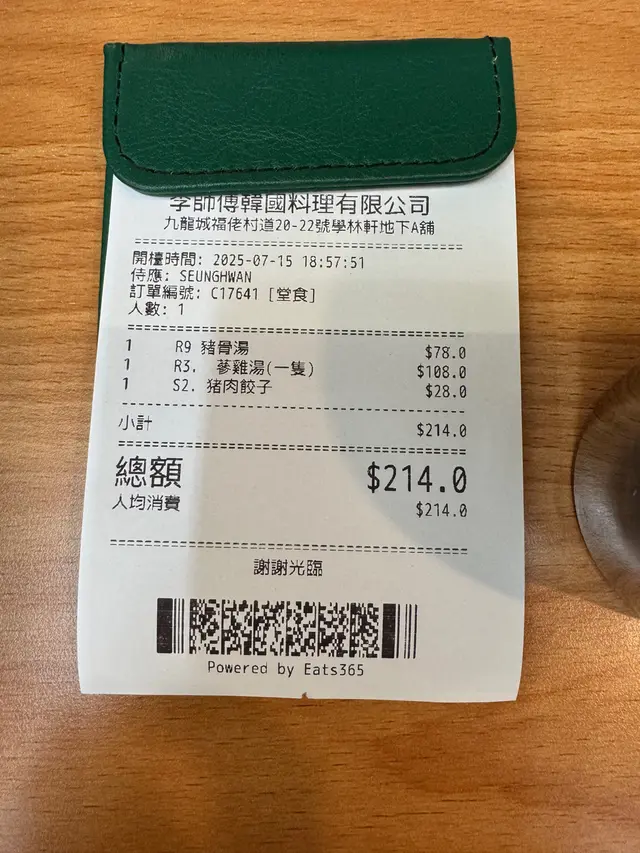 李師傅韓國料理有限公司
九龍城福佬村道20-22號學林軒地下A舖
開檯時間: 2025-07-15 18:57:51
侍應: SEUNGHWAN
訂單編號: C17641 [堂食]
人數: 1
1 R9 豬骨湯 $78.0
1 R3. 蔘雞湯(一隻) $108.0
1 S2. 猪肉餃子 $28.0
小計 $214.0
總額 $214.0
人均消費 $214.0
謝謝光臨
Powered by Eats365